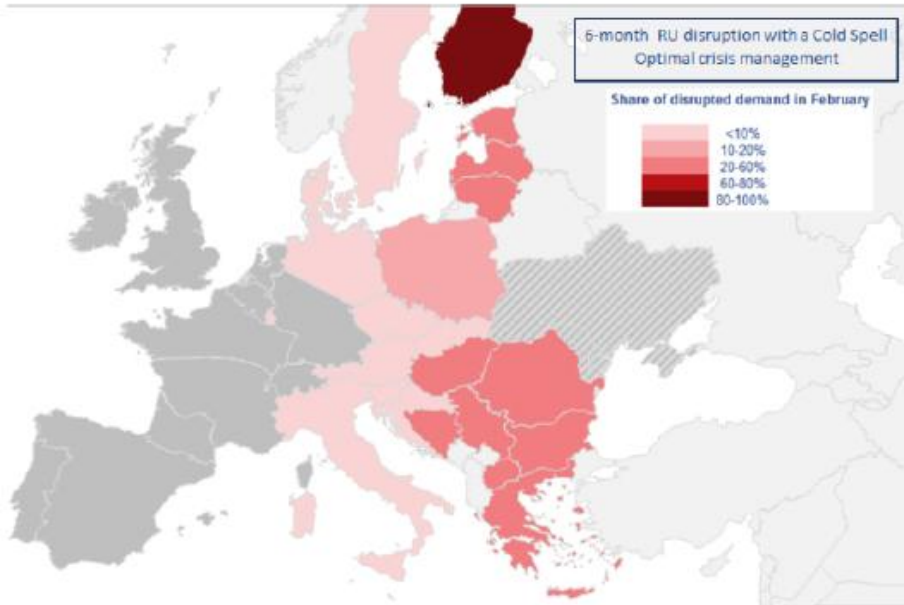 6-month RU disruption with a Cold Spell
Optimal crisis management
Share of disrupted demand in February
<10%
10-20%
20-60%
60-80%
80-100%